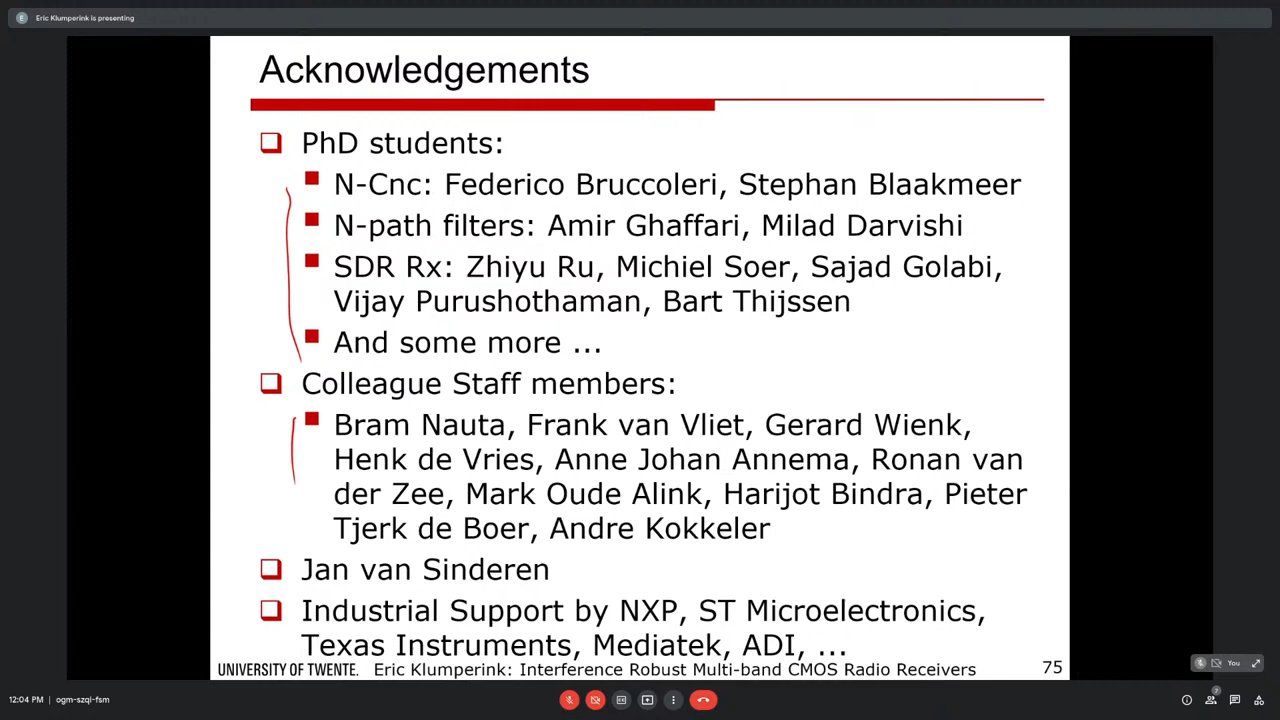 Eric Klumperink is presenting
Acknowledgements
PhD students:
N-Cnc: Federico Bruccoleri, Stephan Blaakmeer
N-path filters: Amir Ghaffari, Milad Darvishi
SDR Rx: Zhiyu Ru, Michiel Soer, Sajad Golabi,
Vijay Purushothaman, Bart Thijssen
And some more ...
Colleague Staff members:
Bram Nauta, Frank van Vliet, Gerard Wienk,
Henk de Vries, Anne Johan Annema, Ronan van
der Zee, Mark Oude Alink, Harijot Bindra, Pieter
Tjerk de Boer, Andre Kokkeler
Jan van Sinderen
Industrial Support by NXP, ST Microelectronics,
Texas Instruments, Mediatek, ADI, ...
UNIVERSITY OF TWENTE. Eric Klumperink: Interference Robust Multi-band CMOS Radio Receivers 75
You
12:04 PM | ogm-szql-fsm